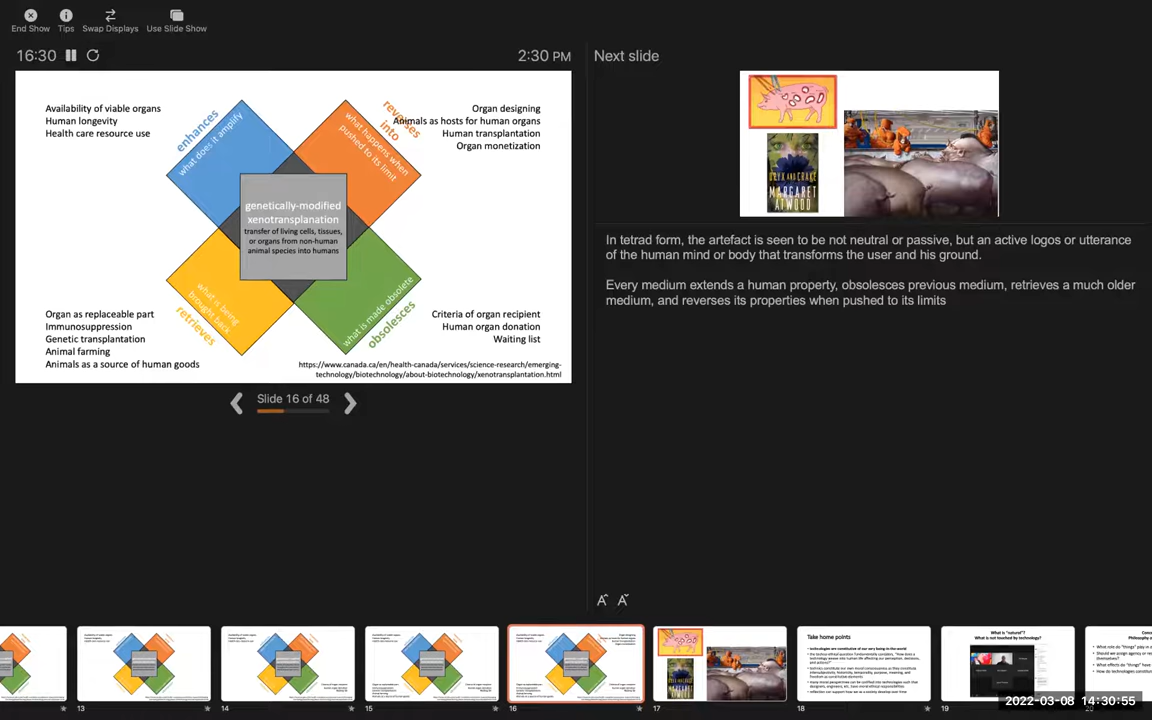 End Show
Tips
Swap Displays
Use Slide Show
16:30
2:30 PM
Next slide
Availability of viable organs
Human longevity
Health care resource use
enhances
what does it amplify
reverses
into
what happens when
pushed to its limit
Organ designing
Animals as hosts for human organs
Human transplantation
Organ monetization
genetically-modified
xenotransplanation
transfer of living cells, tissues,
or organs from non-human
animal species into humans
what is being
brought back
retrieves
what is made obsolete
obsolesces
Organ as replaceable part
Immunosuppression
Genetic transplantation
Animal farming
Animals as a source of human goods
Criteria of organ recipient
Human organ donation
Waiting list
https://www.canada.ca/en/health-canada/services/science-research/emerging-
technology/biotechnology/about-biotechnology/xenotransplantation.html
Slide 16 of 48
ORYX AND CRAKE
MARGARET
ATWOOD
In tetrad form, the artefact is seen to be not neutral or passive, but an active logos or utterance
of the human mind or body that transforms the user and his ground.
Every medium extends a human property, obsolesces previous medium, retrieves a much older
medium, and reverses its properties when pushed to its limits
13
14
15
16
17
18
19
Take home points
What is "natural"?
What is not touched by technology?
2022-03-08 14:30:55